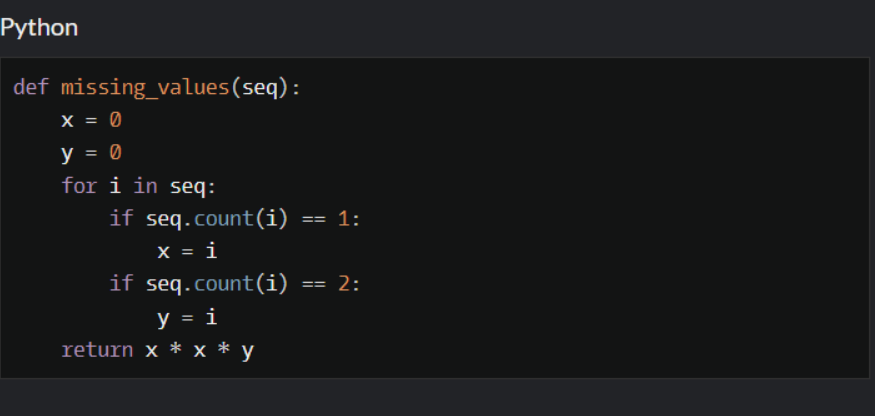 Python
def missing_values(seq):
    x = 0
    y = 0
    for i in seq:
        if seq.count(i) == 1:
            x = i
        if seq.count(i) == 2:
            y = i
    return x * x * y